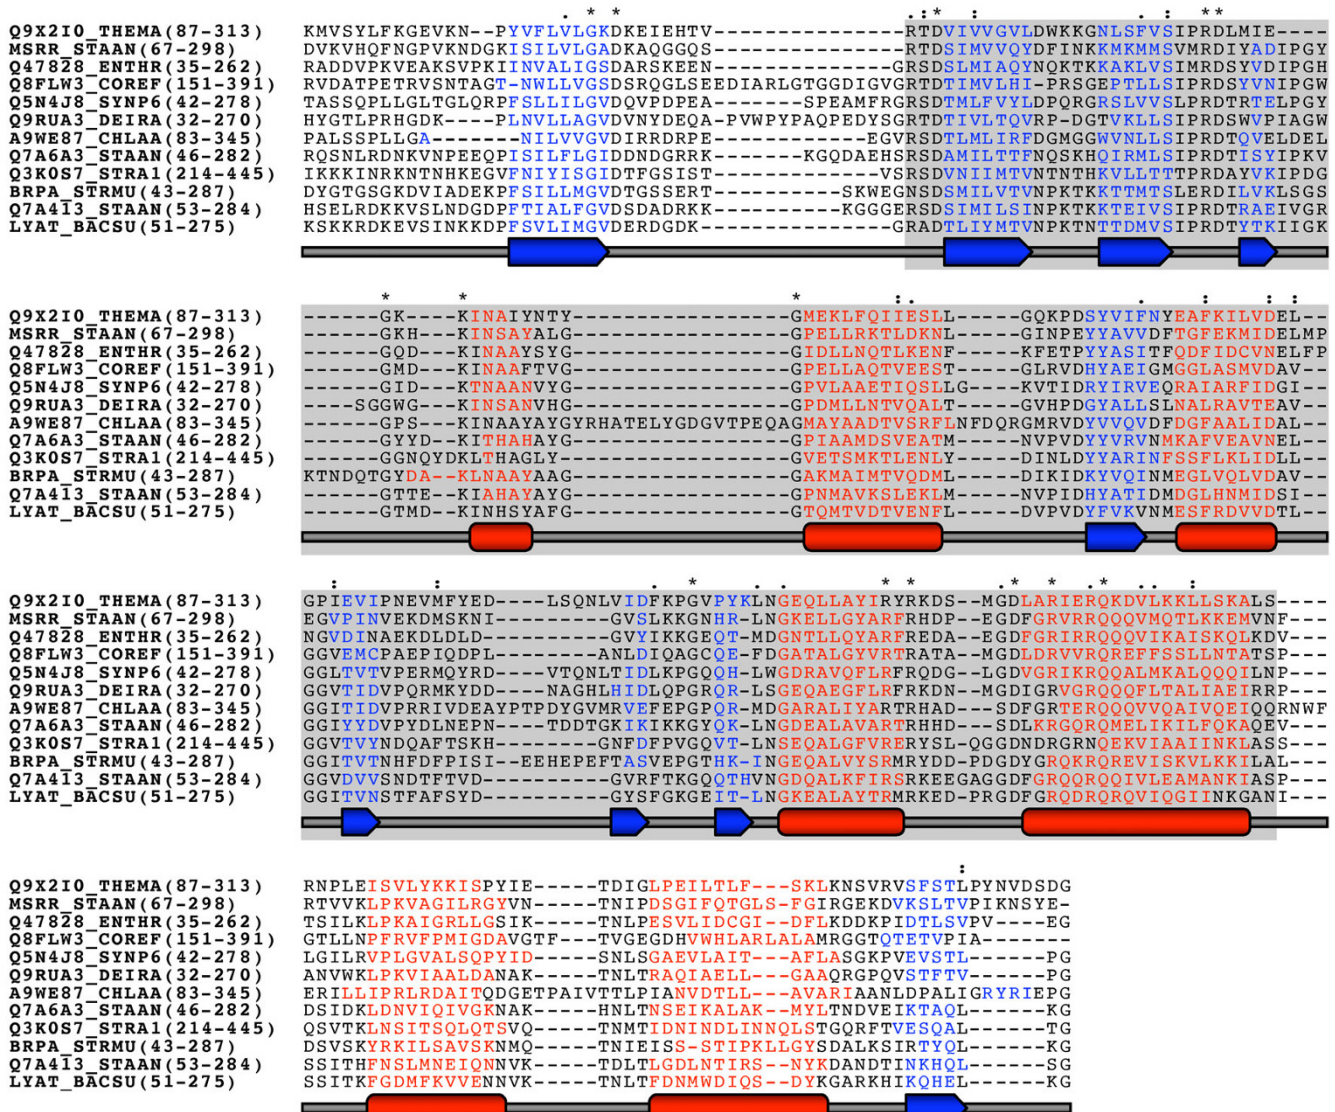 . * * .:* : . : **
Q9X2I0_THEMA(87-313) KMVSYLFKGEVKN--PYVFLVLGKDKEIEHTV-----------------------RTDVIVVGVLDWKKGNLSFVSIPRDLMIE----
MSRR_STAAN(67-298) DVKVHQFNGPVKDNKPYSILVLGADKAQGGQS-----------------------RTDSIMVVQYDFINKKMKMMSVMRDIYADIPGY
Q47828_ENTHR(35-262) RADDVPKVEAKSVPKIINVALIGSDARSKEEN-----------------------GRSDSLMIAQYNQKTKKAKLVSIMRDSYVDIPGH
Q8FLW3_COREF(151-391) RVDATPETRVSNTAGT-NWLLVGSDSRQGLSEEDIARLGTGGDIGVGRTDTIMVLHI-PRSGEPTLLSIPRDSYVNIPGW
Q5N4J8_SYNP6(42-278) TASSQPLLGLTGLQRPFSLLILGVDQVPDPEA-------SPEAMFRGRSDTMLFVYLDPQRGRSLVVSLPRDTRTELPGY
Q9RUA3_DEIRA(32-270) HYGTLPRHGDK----PLNVLLAGVDVNYDEQA-PVWPYPAQPEDYSGRTDTIVLTQVRP-DGTVKLLSIPRDSWVPIAGW
A9WE87_CHLAA(83-345) PALSSPLLGA------NILVVGVDIRRDRPE------------EGVRSDTLMLIRFDGMGGWVNLLSIPRDTQVELDEL
Q7A6A3_STAAN(46-282) RQSNLRDNKVNPEEQPISILFLGIDDNDGRRK-------KGQDAEHSRSDAMILTTFNQSKHQIRMLSIPRDTISYIPKV
Q3K0S7_STRA1(214-445) IKKKINRKNTNHKEGVFNIYISGIDTFGSIST------------VSRSDVNIIMTVNTNTHKVLLTTTPRDAYVKIPDG
BRPA_STRMU(43-287) DYGTGSGKDVIADEKPFSILLMGVDTGSSERT----------SKWEGNSDSMILVTVNPKTKKTTMTSLERDILVKLSGS
Q7A413_STAAN(53-284) HSELRDKKVSLNDGDPFTIALFGVDSDADRKK----------KGGGERSDSIMILSINPKTKKTEIVSIPRDTRAEIVGR
LYAT_BACSU(51-275) KSKKRDKEVSINKKDPFSVLIMGVDERDGDK-----------------GRADTLIYMTVNPKTNTTDMVSIPRDTYTKIIGK
* * * :. . : : :
Q9X2I0_THEMA(87-313) ------GK---KINAIYNTY-----------------GMEKLFQIIESLL-----GQKPDSYVIFNYEAFKILVDEL--
MSRR_STAAN(67-298) ------GKH--KINSAYALG-----------------GPELLRKTLDKNL-----GINPEYYAVVDFTGFEKMIDELMP
Q47828_ENTHR(35-262) ------GQD--KINAAYSYG-----------------GIDLLNQTLKENF-----KFETPYYASITFQDFIDCVNELFP
Q8FLW3_COREF(151-391) ------GMD--KINAAFTVG-----------------GPELLAQTVEEST-----GLRVDHYAEIGMGGLASMVDAV--
Q5N4J8_SYNP6(42-278) ------GID--KTNAANVYG-----------------GPVLAAETIQSLLG----KVTIDRYIRVEQRAIARFIDGI--
Q9RUA3_DEIRA(32-270) ----SGGWG--KINSANVHG-----------------GPDMLLNTVQALT-----GVHPDGYALLSLNALRAVTEAV--
A9WE87_CHLAA(83-345) ------GPS--KINAAYAYGYRHATELYGDGVTPEQAGMAYAADTVSRFLNFDQRGMRVDYVVQVDFDGFAALIDAL--
Q7A6A3_STAAN(46-282) ------GYYD-KITHAHAYG-----------------GPIAAMDSVEATM-----NVPVDYYVRVNMKAFVEAVNEL--
Q3K0S7_STRA1(214-445) ------GGNQYDKLTHAGLY-----------------GVETSMKTLENLY-----DINIDYYARINFSSFLKLIDLL--
BRPA_STRMU(43-287) KTNDQTGYDA--KLNAAYAAG-----------------GAKMAIMTVQDML-----DIKIDKYVQINMEGLVQLVDAV--
Q7A413_STAAN(53-284) ------GTTE-KIAHAYAYG-----------------GPNMAVKSLEKLM-----NVPIDHYATIDMDGLHNMIDSI--
LYAT_BACSU(51-275) ------GTMD-KINHSYAFG-----------------GTQMTVDTVENFL-----DVPVDYFVKVNMESFRDVVDTL--
: : . * . . * * .* * .* .. :
Q9X2I0_THEMA(87-313) GPIEVIPNEVMFYED----LSQNLVIDFKPGVPYKLNGEQLLAYIRYRKDS--MGDLARIERQKDVLKKLLSKALS----
MSRR_STAAN(67-298) EGVPINVEKDMSKNI--------GVSLKKGNHR-LNGKELLGYARFRHDP--EGDFGRVRRQQQVMQTLKKEMVNF---
Q47828_ENTHR(35-262) NGVDINAEKDLDLD---------GVYIKKGEQT-MDGNTLLQYARFREDA--EGDFGRIRRQQQVIKAISKQLKDV---
Q8FLW3_COREF(151-391) GGVEMCPAEPIQDPL-------ANLDIQAGCQE-FDGATALGYVRTRATA--MGDLDRVVRQREFFSSLLNTATSP---
Q5N4J8_SYNP6(42-278) GGLTVTVPERMQYRD----VTQNLTIDLKPGQQH-LSGDRAVQFLRFRQDG--LGDVGRIKRQQALMKALQQQILNP---
Q9RUA3_DEIRA(32-270) GGVTIDVPQRMKYDD----NAGHLHIDLQPGRQR-LSGEQAEGFLRFRKDN--MGDIGRVGRQQQFLTALIAEIRRP---
A9WE87_CHLAA(83-345) GGITIDVPRRIVDEAYPTPDYGVMRVEFEPGPQR-MDGARALIYARTRHAD--SDFGRTERQQQVVQAIVQEIQQRNWF
Q7A6A3_STAAN(46-282) GGIYYDVPYDLNEPN----TDDTGKIKIKKGYQK-LNGDEALAVARTRHHD--SDLKRGQRQMELIKILFQKAQEV---
Q3K0S7_STRA1(214-445) GGVTVYNDQAFTSKH--------GNFDFPVGQVT-LNSEQALGFVRERYSL-QGGDNDRGRNQEKVIAAIINKLASS---
BRPA_STRMU(43-287) GGITVTNHFDFPISI--EEHEPEFTASVEPGTHK-INGEQALVYSRMRYDD-PDGDYGRQKRQREVISKVLKKILAL---
Q7A413_STAAN(53-284) GGVDVVSNDTFTVD---------GVRFTKGQQTHVNGDQALKFIRSRKEEGAGGDFGRQQRQQIVLEAMANKIASP---
LYAT_BACSU(51-275) GGITVNSTFAFSYD---------GYSFGKGEIT-LNGKEALAYTRMRKED-PRGDFGRQDRQRQVIQGIINKGANI---
:
Q9X2I0_THEMA(87-313) RNPLEISVLYKKISPYIE-----TDIGLPEILTLF---SKLKNSVRVSFSTLPYNVDSDG
MSRR_STAAN(67-298) RTVVKLPKVAGILRGYVN-----TNIPDSGIFQTGLS-FGIRGEKDVKSLTVPIKNSYE-
Q47828_ENTHR(35-262) TSILKLPKAIGRLLGSIK-----TNLPESVLIDCGI--DFLKDDKPIDTLSVPV----EG
Q8FLW3_COREF(151-391) GTLLNPFRVFPMIGDAVGTF---TVGEGDHVWHLARLALAMRGGTQTETVPIA-------
Q5N4J8_SYNP6(42-278) LGILRVPLGVALSQPYID-----SNLSGAEVLAIT---AFLASGKPVEVSTL------PG
Q9RUA3_DEIRA(32-270) ANVWKLPKVIAALDANAK-----TNLTRAQIAELL---GAAQRGPQVSTFTV------PG
A9WE87_CHLAA(83-345) ERILLIPRLRDAITQDGETPAIVTTLPIANVDTLL---AVARIAANLDPALIGRYRIEPG
Q7A6A3_STAAN(46-282) DSIDKLDNVIQIVGKNAK-----HNLTNSEIKALAK--MYLTNDVEIKTAQL------KG
Q3K0S7_STRA1(214-445) QSVTKLNSITSQLQTSVQ-----TNMTIDNINDLINNQLSTGQRFTVESQAL------TG
BRPA_STRMU(43-287) DSVSKYRKILSAVSKNMQ-----TNIEISS-STIPKLLGYSDALKSIRTYQL------KG
Q7A413_STAAN(53-284) SSITHFNSLMNEIQNNVK-----TDLTLGDLNTIRS--NYKDANDTINKHQL------SG
LYAT_BACSU(51-275) SSITKFGDMFKVVENNVK-----TNLTFDNMWDIQS--DYKGARKHIKQHEL------KG